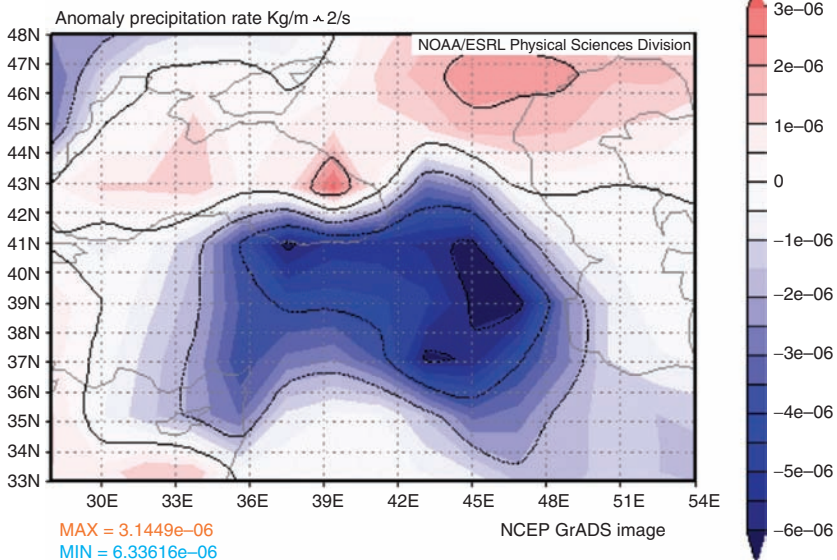 Anomaly precipitation rate Kg/m ^ 2/s
NOAA/ESRL Physical Sciences Division
48N
47N
46N
45N
44N
43N
42N
41N
40N
39N
38N
37N
36N
35N
34N
33N
30E 33E 36E 39E 42E 45E 48E 51E 54E
3e–06
2e–06
1e–06
0
–1e–06
–2e–06
–3e–06
–4e–06
–5e–06
–6e–06
MAX = 3.1449e–06
MIN = 6.33616e–06
NCEP GrADS image